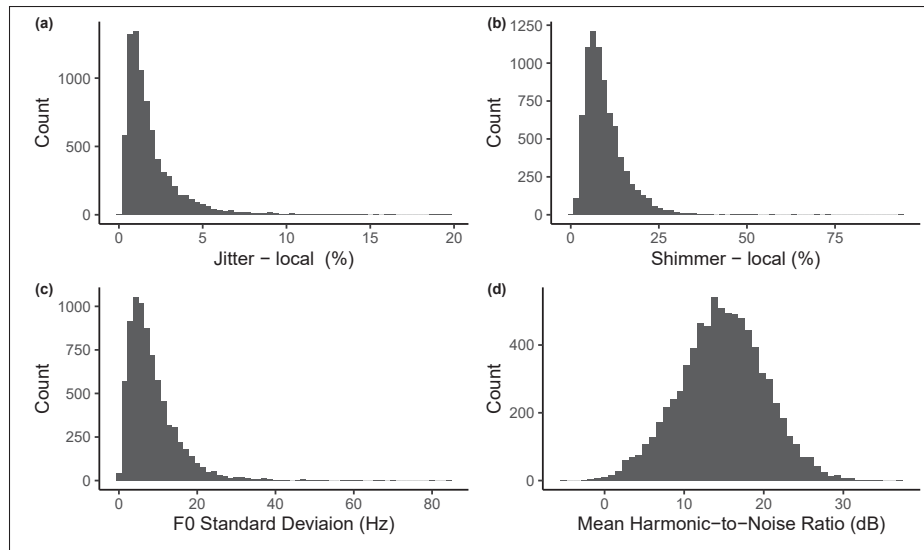 (a)
Count
1000
500
0
0 5 10 15 20
Jitter − local (%)
(b)
Count
1250
1000
750
500
250
0
0 25 50 75
Shimmer − local (%)
(c)
Count
1000
750
500
250
0
0 20 40 60 80
F0 Standard Deviaion (Hz)
(d)
Count
400
200
0
0 10 20 30
Mean Harmonic−to−Noise Ratio (dB)